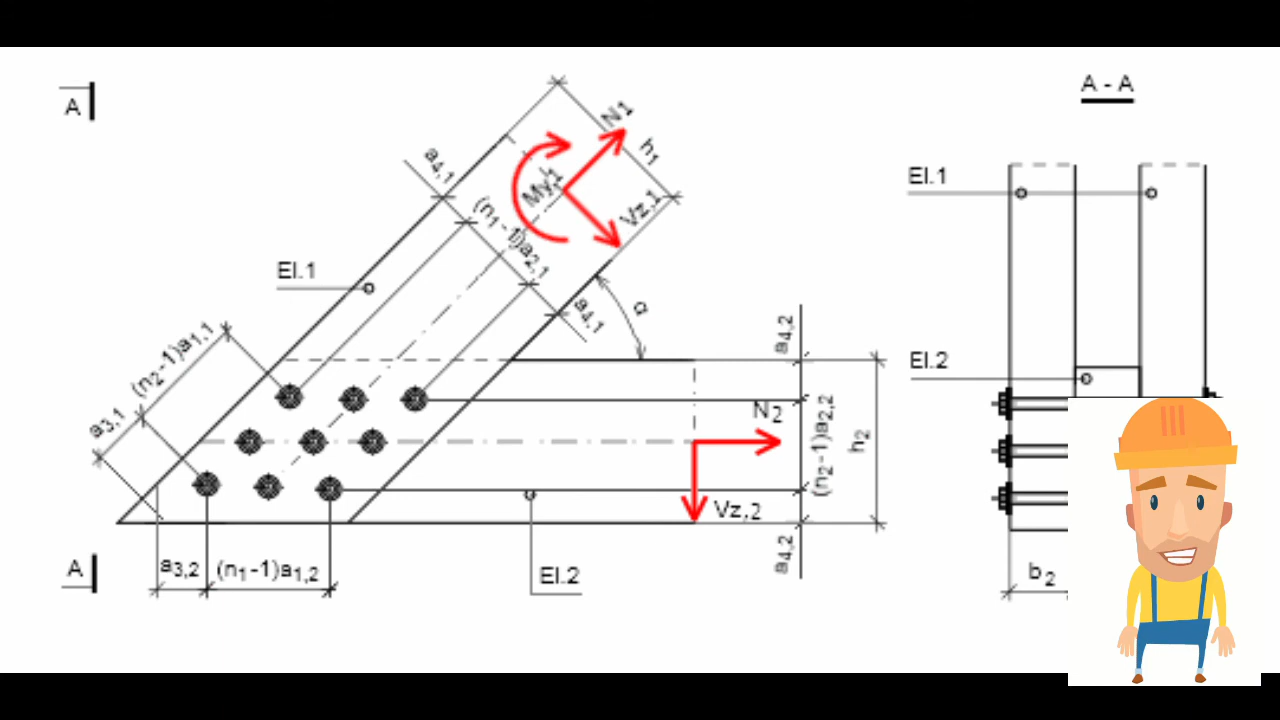 A
A - A
N1
h1
a4,1
My,1
Vz,1
(n1-1)a2,1
El.1
El.1
a4,1
α
(n2-1)a1,1
a4,2
El.2
a3,1
N2
(n2-1)a2,2
h2
Vz,2
A
a3,2
(n1-1)a1,2
El.2
a4,2
b2